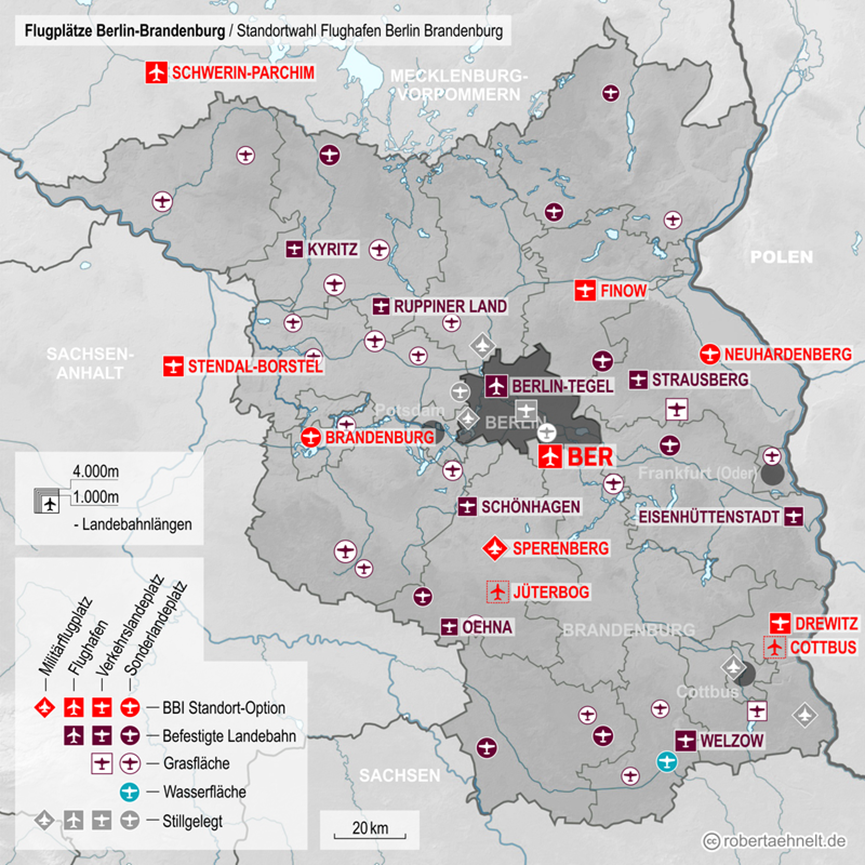 Flugplätze Berlin-Brandenburg / Standortwahl Flughafen Berlin Brandenburg
SCHWERIN-PARCHIM
MECKLENBURG-
VORPOMMERN
KYRITZ
POLEN
FINOW
RUPPINER LAND
SACHSEN-
ANHALT
NEUHARDENBERG
STENDAL-BORSTEL
STRAUSBERG
BERLIN-TEGEL
Potsdam
BERLIN
BRANDENBURG
BER
Frankfurt (Oder)
4.000m
1.000m
- Landebahnlängen
SCHÖNHAGEN
EISENHÜTTENSTADT
SPERENBERG
JÜTERBOG
OEHNA
BRANDENBURG
DREWITZ
COTTBUS
Cottbus
Militärflugplatz
Flughafen
Verkehrslandeplatz
Sonderlandeplatz
BBI Standort-Option
Befestigte Landebahn
Grasfläche
Wasserfläche
Stillgelegt
WELZOW
SACHSEN
20 km
cc robertaehnelt.de